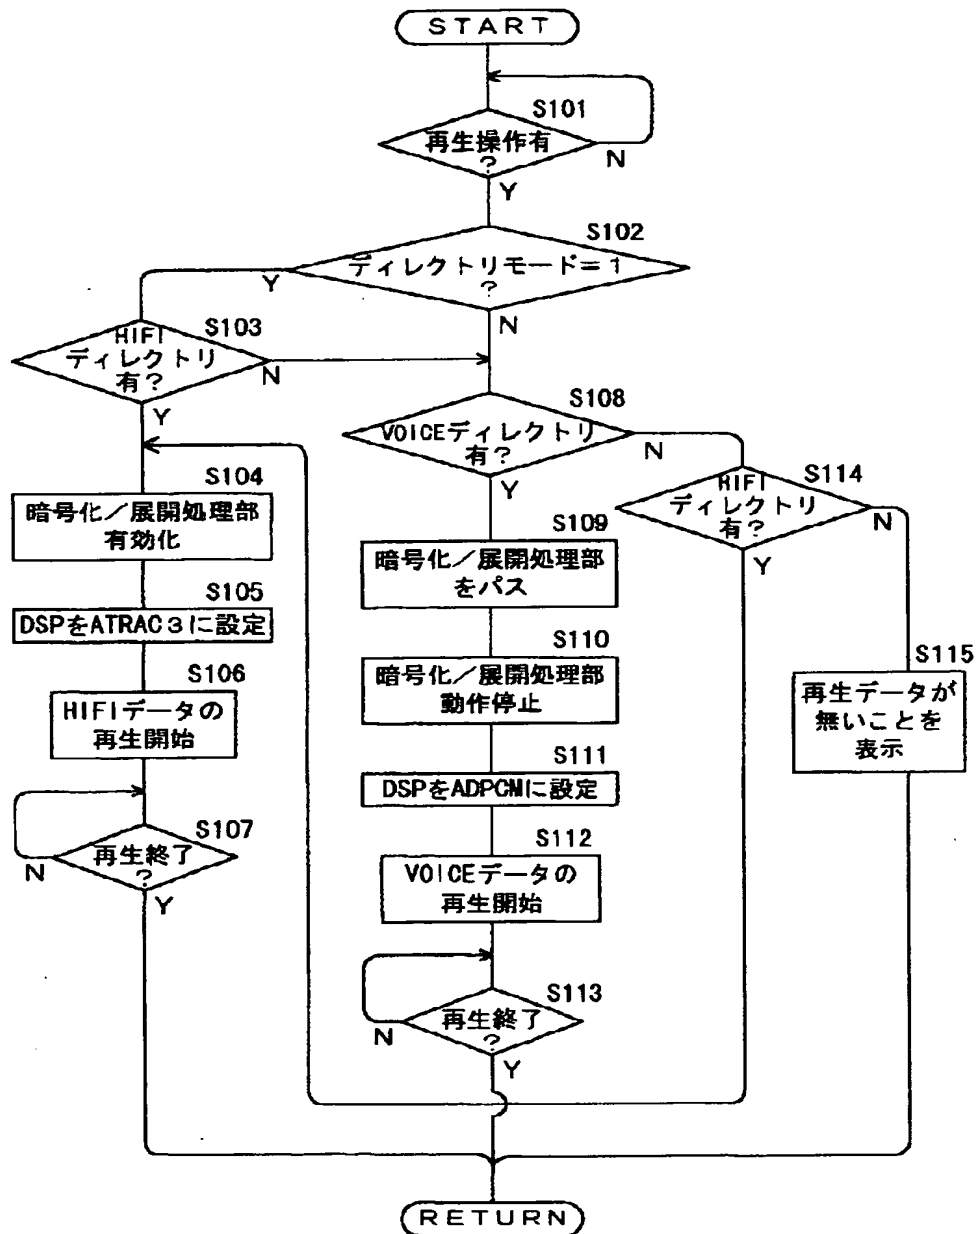 START
S101
再生操作有
?
N
Y
S102
ディレクトリモード=1
?
Y
N
S103
HIFI
ディレクトリ
有?
N
Y
S108
VOICEディレクトリ
有?
N
Y
S114
HIFI
ディレクトリ
有?
N
Y
S104
暗号化/展開処理部
有効化
S105
DSPをATRAC3に設定
S106
HIFIデータの
再生開始
S107
再生終了
?
N
Y
S109
暗号化/展開処理部
をパス
S110
暗号化/展開処理部
動作停止
S111
DSPをADPCMに設定
S112
VOICEデータの
再生開始
S113
再生終了
?
N
Y
S115
再生データが
無いことを
表示
RETURN